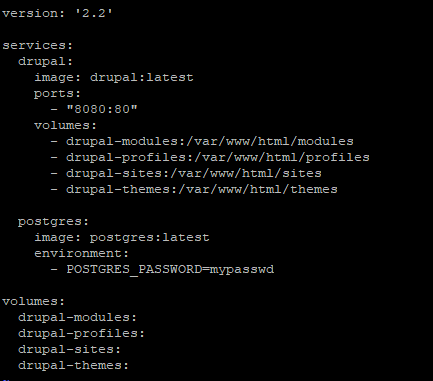 version: '2.2'

services:
  drupal:
    image: drupal:latest
    ports:
      - "8080:80"
    volumes:
      - drupal-modules:/var/www/html/modules
      - drupal-profiles:/var/www/html/profiles
      - drupal-sites:/var/www/html/sites
      - drupal-themes:/var/www/html/themes

  postgres:
    image: postgres:latest
    environment:
      - POSTGRES_PASSWORD=mypasswd

volumes:
  drupal-modules:
  drupal-profiles:
  drupal-sites:
  drupal-themes: